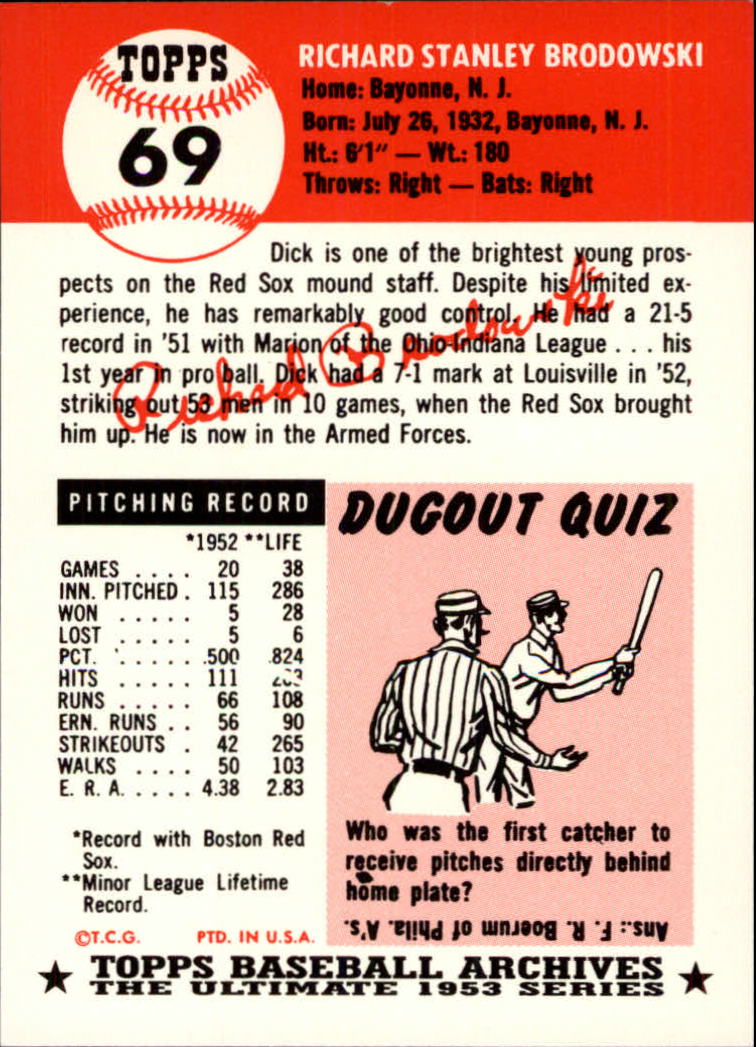 TOPPS
69
RICHARD STANLEY BRODOWSKI
Home: Bayonne, N. J.
Born: July 26, 1932, Bayonne, N. J.
Ht.: 6'1" — Wt.: 180
Throws: Right — Bats: Right
Dick is one of the brightest young pros-
pects on the Red Sox mound staff. Despite his limited ex-
perience, he has remarkably good control. He had a 21-5
record in '51 with Marion of the Ohio-Indiana League . . . his
1st year in pro ball. Dick had a 7-1 mark at Louisville in '52,
striking out 53 men in 10 games, when the Red Sox brought
him up. He is now in the Armed Forces.
Richard Brodowski
PITCHING RECORD
*1952 **LIFE
GAMES . . . . 20 38
INN. PITCHED . 115 286
WON . . . . . 5 28
LOST . . . . . 5 6
PCT. . . . . . .500 .824
HITS . . . . . 111
RUNS . . . . . 66 108
ERN. RUNS . . 56 90
STRIKEOUTS . 42 265
WALKS . . . . 50 103
E. R. A. . . . . . 4.38 2.83
*Record with Boston Red
Sox.
**Minor League Lifetime
Record.
©T.C.G. PTD. IN U.S.A.
DUGOUT QUIZ
Who was the first catcher to
receive pitches directly behind
home plate?
Ans.: F. R. Boerum of Phila. A's.
TOPPS BASEBALL ARCHIVES
THE ULTIMATE 1953 SERIES